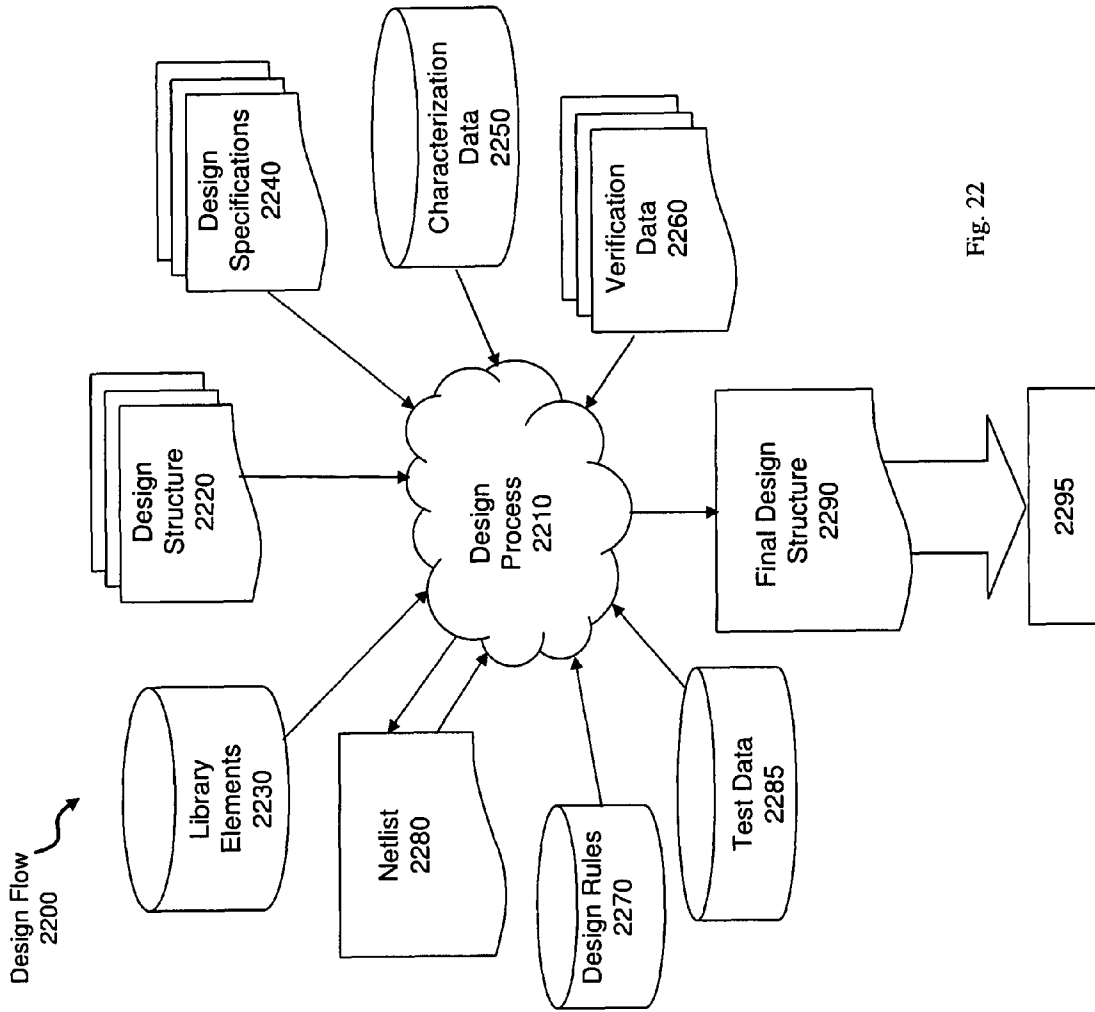 Design Flow
2200
Design
Structure
2220
Design
Specifications
2240
Library
Elements
2230
Characterization
Data
2250
Netlist
2280
Design
Process
2210
Verification
Data
2260
Design Rules
2270
Test Data
2285
Final Design
Structure
2290
2295
Fig. 22